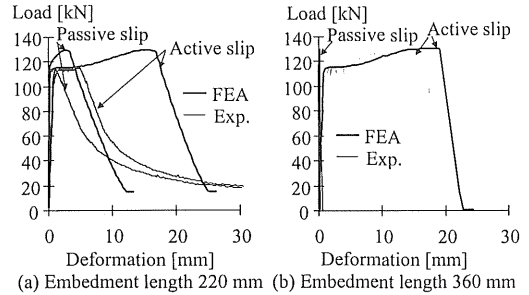 Load [kN]
140
120
100
80
60
40
20
0
Passive slip
Active slip
FEA
Exp.
0 10 20 30
Deformation [mm]
(a) Embedment length 220 mm
Load [kN]
140
120
100
80
60
40
20
0
Passive slip
Active slip
FEA
Exp.
0 10 20 30 40
Deformation [mm]
(b) Embedment length 360 mm